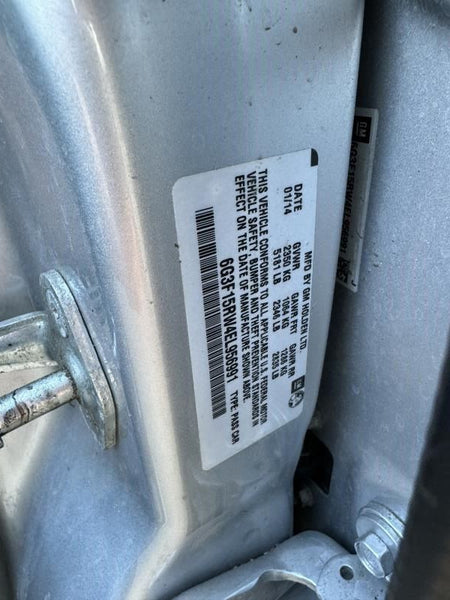 MFD BY GM HOLDEN LTD.
DATE GVWR GAWR FRT GAWR RR
01/14 2350 KG 1064 KG 1286 KG
5181 LB 2346 LB 2835 LB
THIS VEHICLE CONFORMS TO ALL APPLICABLE U.S. FEDERAL MOTOR
VEHICLE SAFETY, BUMPER AND THEFT PREVENTION STANDARDS IN
EFFECT ON THE DATE OF MANUFACTURE SHOWN ABOVE.
6G3F15RW4EL956991 TYPE: PASS CAR
GM